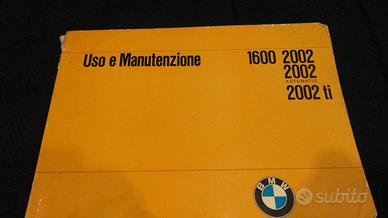 Uso e Manutenzione
1600 2002
2002
AUTOMATIC
2002 ti
BMW
subito